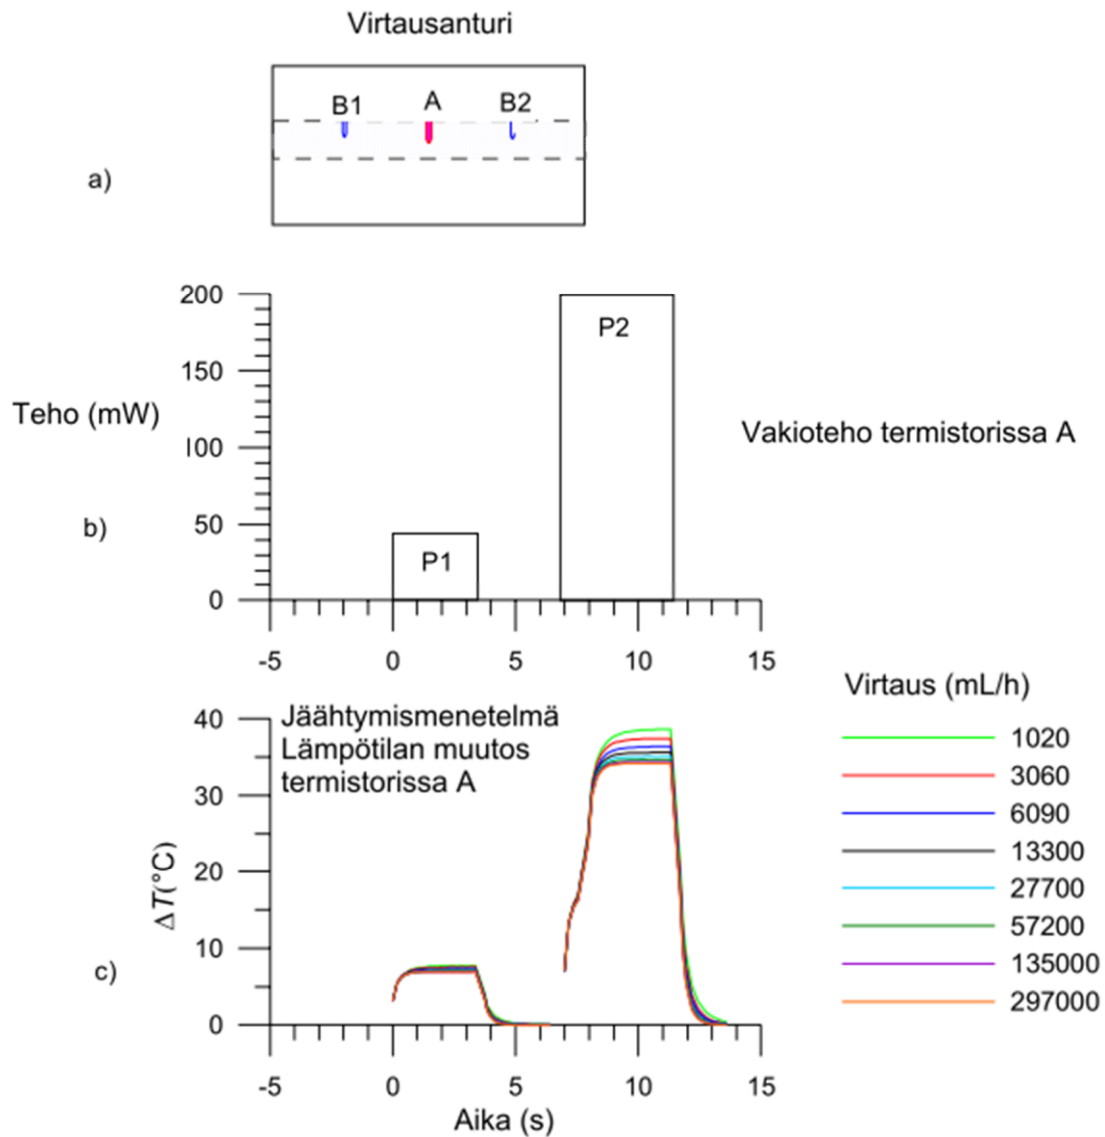 Virtausanturi
B1 A B2
a)
200
150
100
50
0
Teho (mW)
P1
P2
Vakioteho termistorissa A
b)
-5 0 5 10 15
Jäähtymismenetelmä
Lämpötilan muutos
termistorissa A
40
30
20
10
0
ΔT(°C)
c)
-5 0 5 10 15
Aika (s)
Virtaus (mL/h)
1020
3060
6090
13300
27700
57200
135000
297000